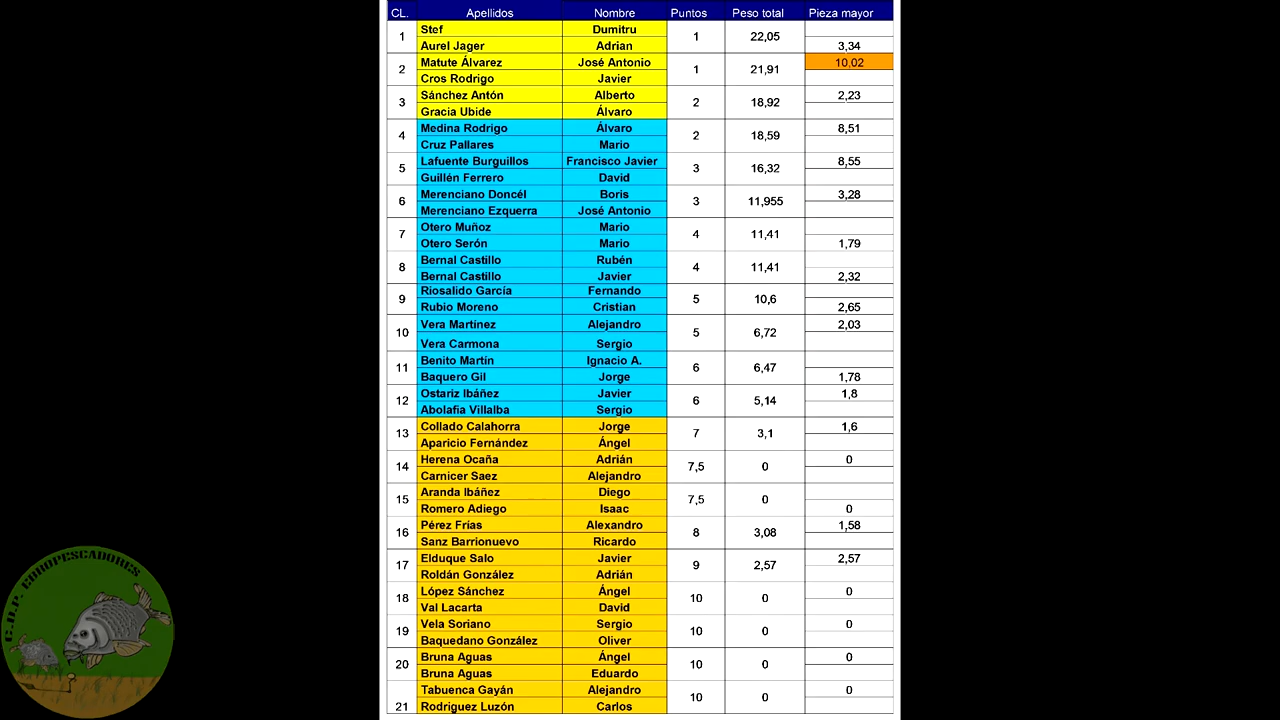 CL. Apellidos Nombre Puntos Peso total Pieza mayor
1 Stef Dumitru 1 22,05
Aurel Jager Adrian 3,34
2 Matute Álvarez José Antonio 1 21,91 10,02
Cros Rodrigo Javier
3 Sánchez Antón Alberto 2 18,92 2,23
Gracia Ubide Álvaro
4 Medina Rodrigo Álvaro 2 18,59 8,51
Cruz Pallares Mario
5 Lafuente Burguillos Francisco Javier 3 16,32 8,55
Guillén Ferrero David
6 Merenciano Doncél Boris 3 11,955 3,28
Merenciano Ezquerra José Antonio
7 Otero Muñoz Mario 4 11,41
Otero Serón Mario 1,79
8 Bernal Castillo Rubén 4 11,41
Bernal Castillo Javier 2,32
9 Riosalido García Fernando 5 10,6
Rubio Moreno Cristian 2,65
10 Vera Martínez Alejandro 5 6,72 2,03
Vera Carmona Sergio
11 Benito Martín Ignacio A. 6 6,47
Baquero Gil Jorge 1,78
12 Ostariz Ibáñez Javier 6 5,14 1,8
Abolafia Villalba Sergio
13 Collado Calahorra Jorge 7 3,1 1,6
Aparicio Fernández Ángel
14 Herena Ocaña Adrián 7,5 0 0
Carnicer Saez Alejandro
15 Aranda Ibáñez Diego 7,5 0
Romero Adiego Isaac 0
16 Pérez Frías Alexandro 8 3,08 1,58
Sanz Barrionuevo Ricardo
17 Elduque Salo Javier 9 2,57 2,57
Roldán González Adrián
18 López Sánchez Ángel 10 0 0
Val Lacarta David
19 Vela Soriano Sergio 10 0 0
Baquedano González Oliver
20 Bruna Aguas Ángel 10 0 0
Bruna Aguas Eduardo
Tabuenca Gayán Alejandro 10 0 0
21 Rodriguez Luzón Carlos
C.D.P. EUROPESCADORES